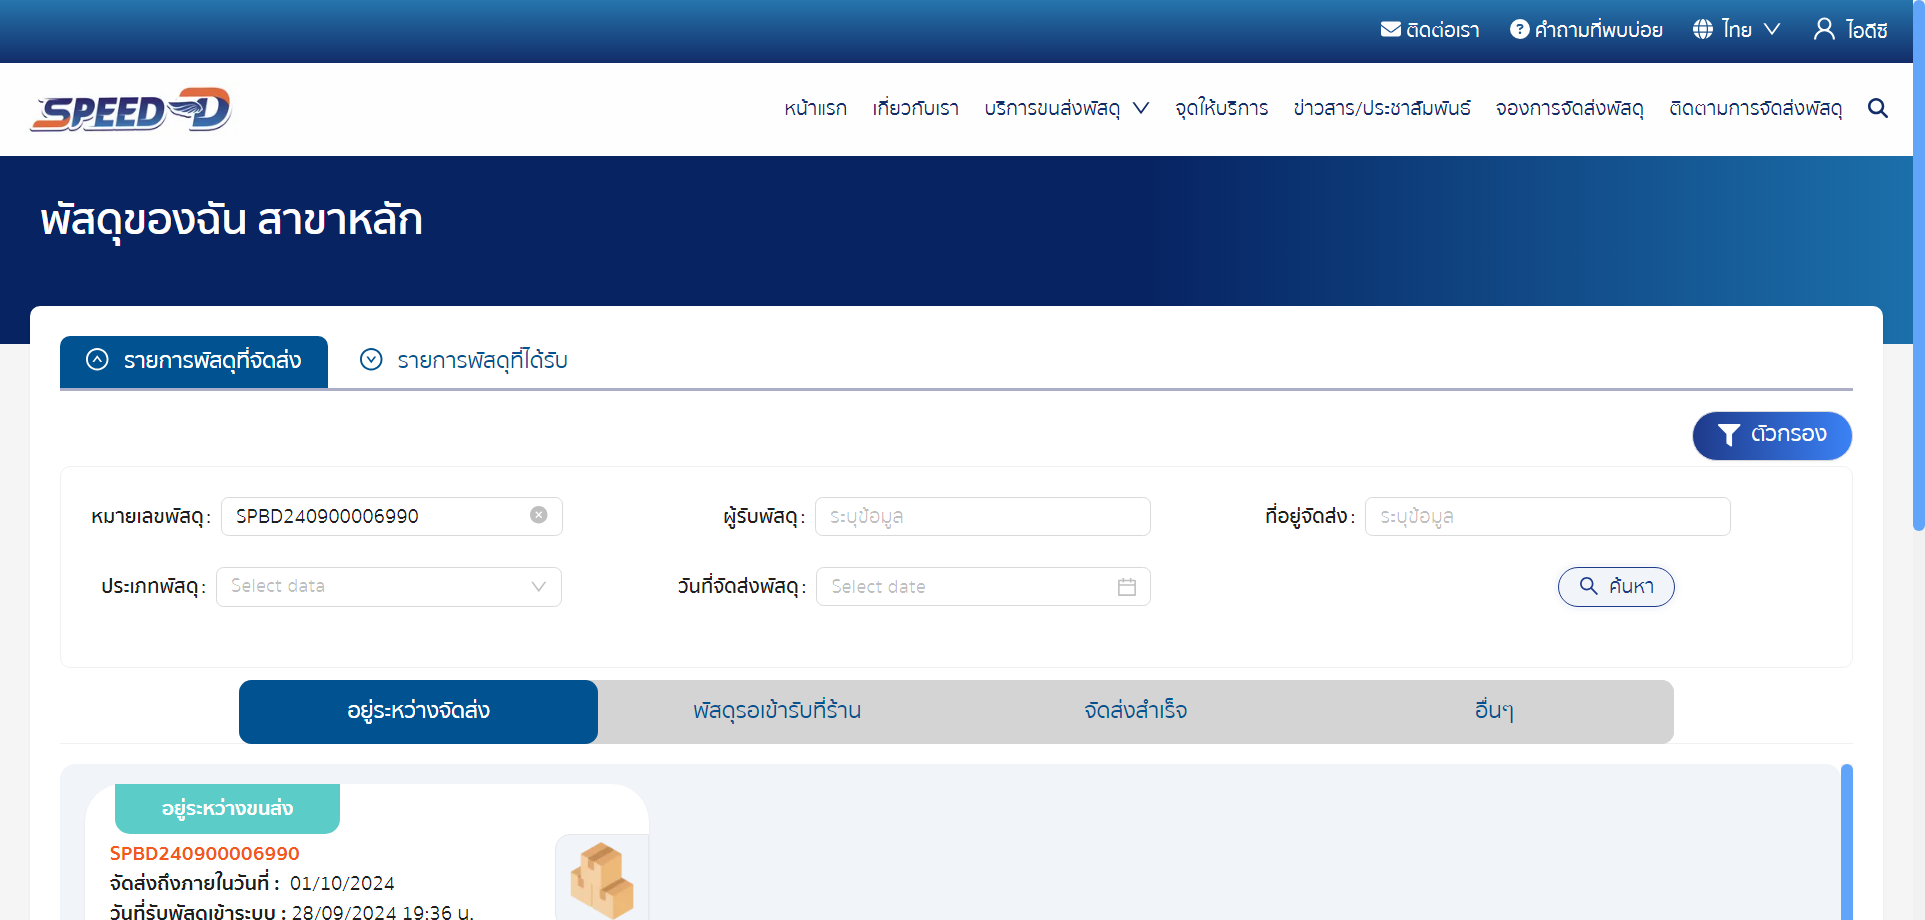 ติดต่อเรา คำถามที่พบบ่อย ไทย ไอดีซี
SPEED-D หน้าแรก เกี่ยวกับเรา บริการขนส่งพัสดุ จุดให้บริการ ข่าวสาร/ประชาสัมพันธ์ จองการจัดส่งพัสดุ ติดตามการจัดส่งพัสดุ
พัสดุของฉัน สาขาหลัก
รายการพัสดุที่จัดส่ง รายการพัสดุที่ได้รับ
ตัวกรอง
หมายเลขพัสดุ : SPBD240900006990 ผู้รับพัสดุ : ระบุข้อมูล ที่อยู่จัดส่ง : ระบุข้อมูล
ประเภทพัสดุ : Select data วันที่จัดส่งพัสดุ : Select date ค้นหา
อยู่ระหว่างจัดส่ง พัสดุรอเข้ารับที่ร้าน จัดส่งสำเร็จ อื่นๆ
อยู่ระหว่างขนส่ง
SPBD240900006990
จัดส่งถึงภายในวันที่ : 01/10/2024
วันที่รับพัสดุเข้าระบบ : 28/09/2024 19:36 น.